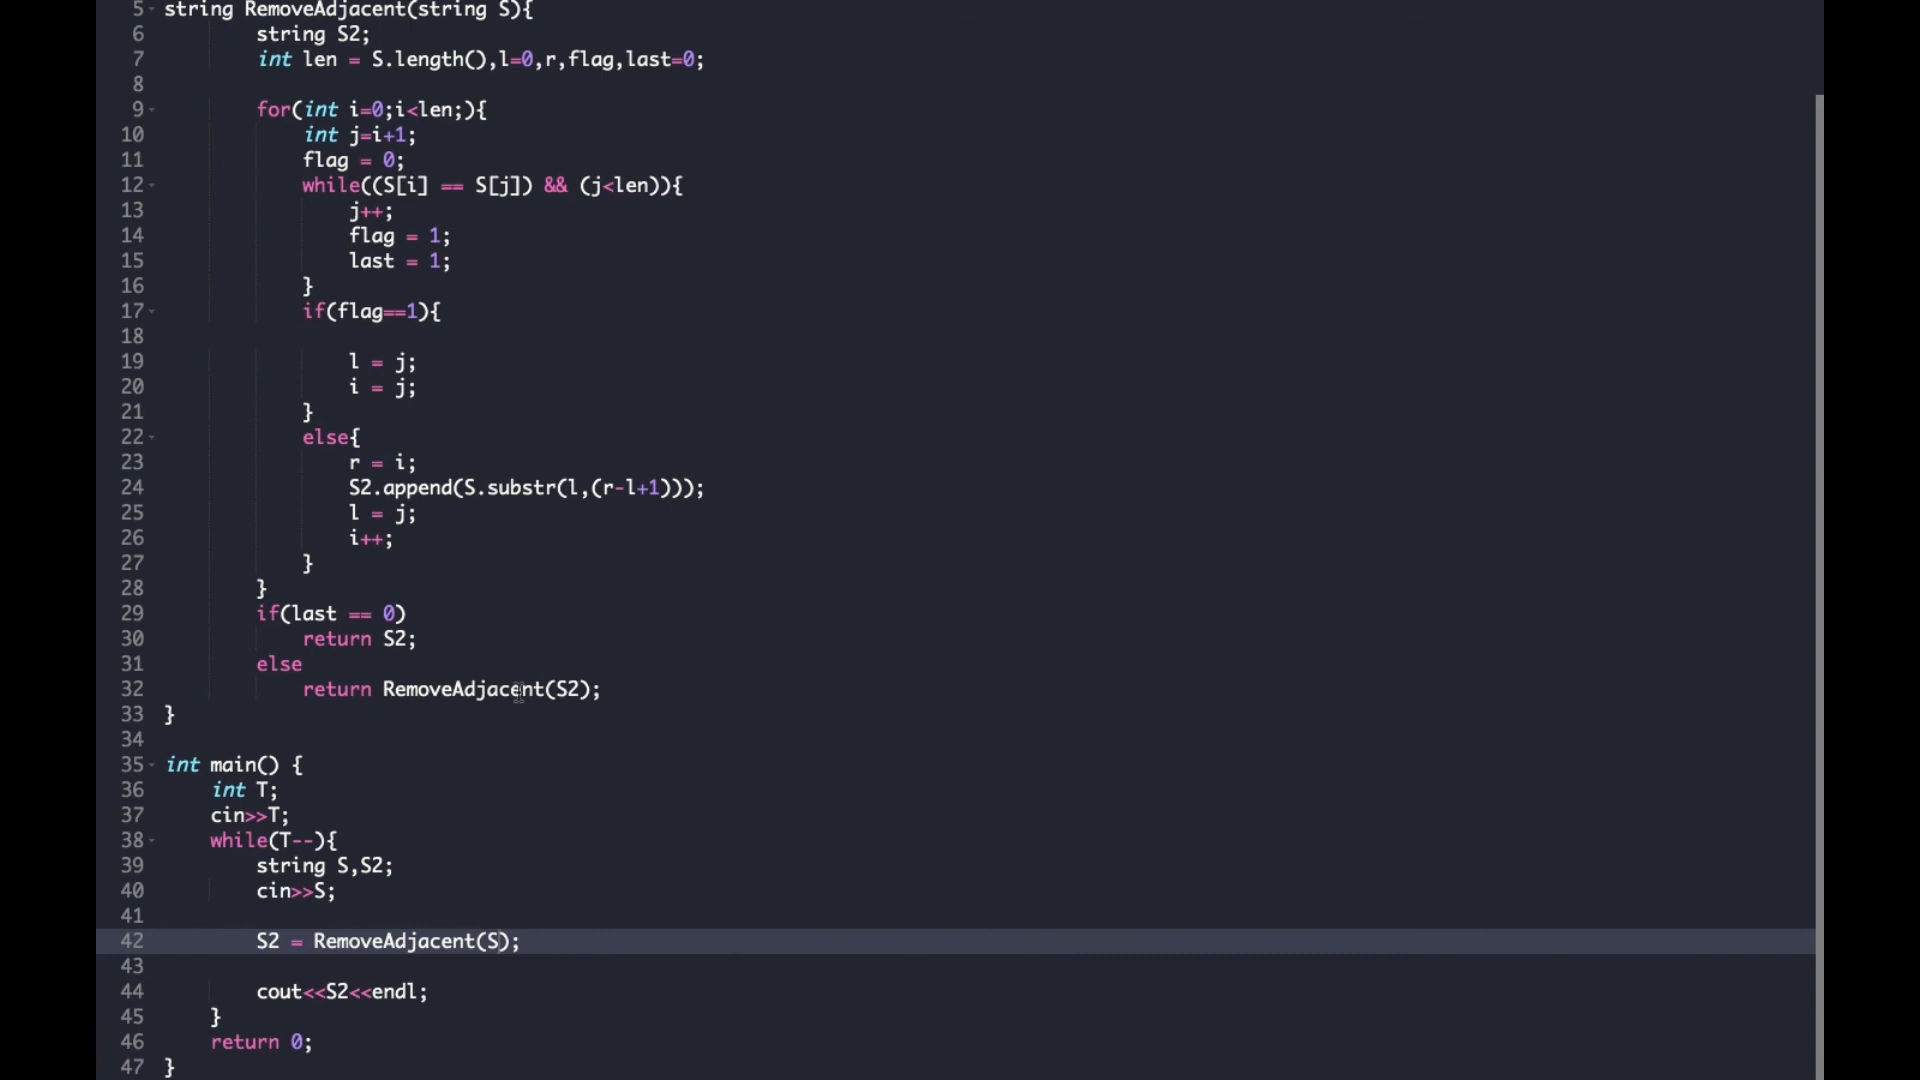 5 string RemoveAdjacent(string S){
6 string S2;
7 int len = S.length(),l=0,r,flag,last=0;
8
9 for(int i=0;i<len;){
10 int j=i+1;
11 flag = 0;
12 while((S[i] == S[j]) && (j<len)){
13 j++;
14 flag = 1;
15 last = 1;
16 }
17 if(flag==1){
18
19 l = j;
20 i = j;
21 }
22 else{
23 r = i;
24 S2.append(S.substr(l,(r-l+1)));
25 l = j;
26 i++;
27 }
28 }
29 if(last == 0)
30 return S2;
31 else
32 return RemoveAdjacent(S2);
33 }
34
35 int main() {
36 int T;
37 cin>>T;
38 while(T--){
39 string S,S2;
40 cin>>S;
41
42 S2 = RemoveAdjacent(S);
43
44 cout<<S2<<endl;
45 }
46 return 0;
47 }